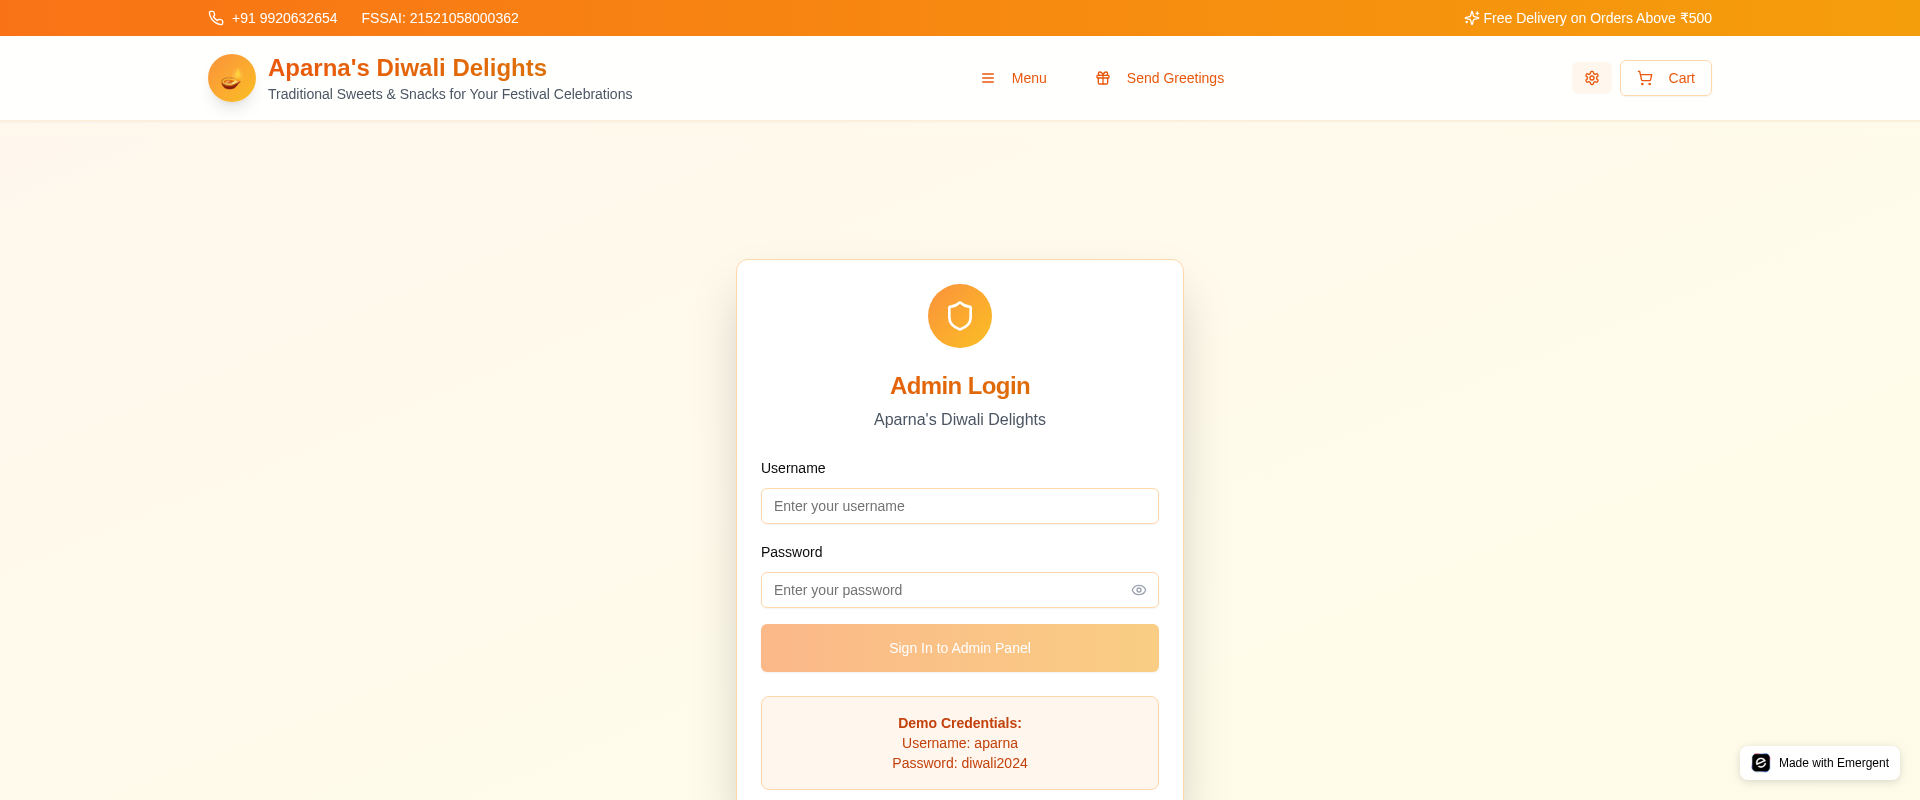 +91 9920632654
FSSAI: 21521058000362
Free Delivery on Orders Above ₹500
Aparna's Diwali Delights
Traditional Sweets & Snacks for Your Festival Celebrations
Menu
Send Greetings
Cart
Admin Login
Aparna's Diwali Delights
Username
Enter your username
Password
Enter your password
Sign In to Admin Panel
Demo Credentials:
Username: aparna
Password: diwali2024
Made with Emergent